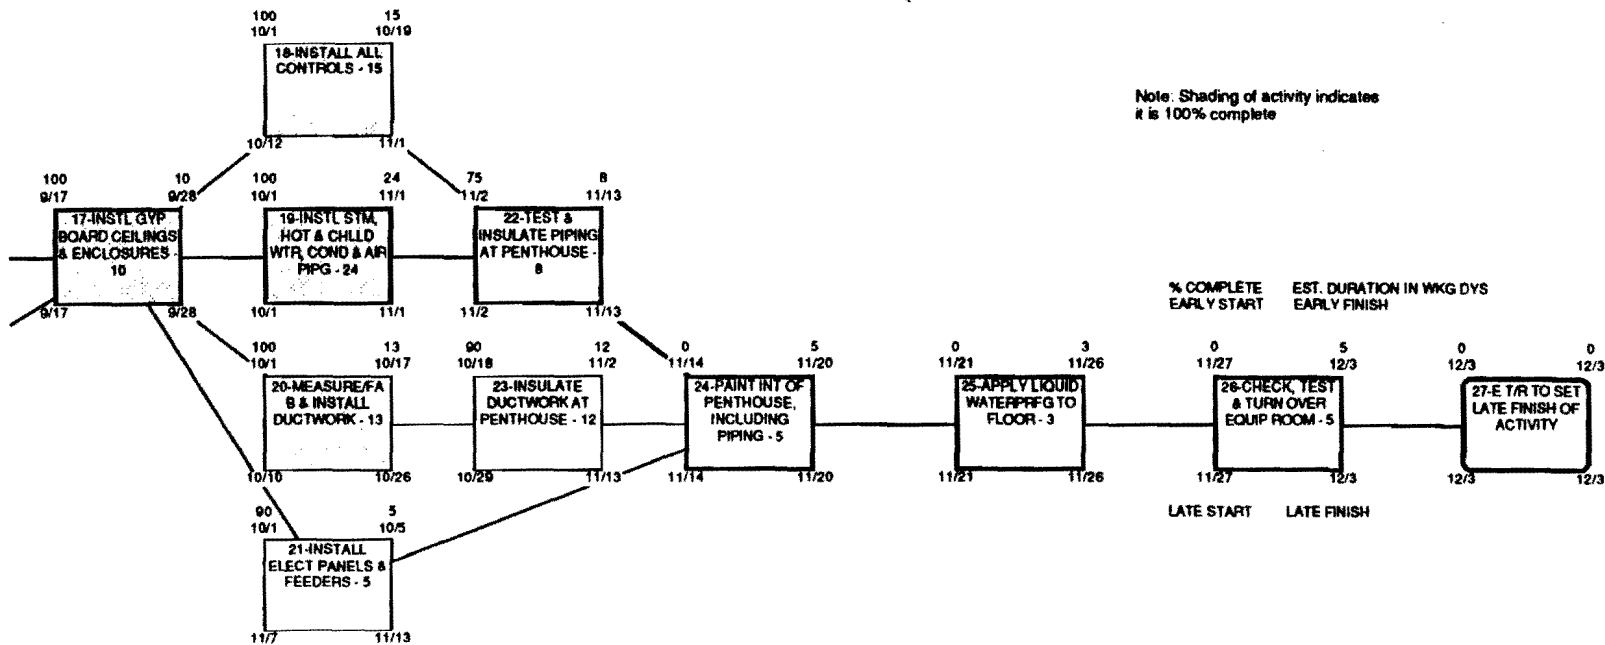 100 15
10/1 10/19
18-INSTALL ALL
CONTROLS - 15
10/12 11/1
Note: Shading of activity indicates
it is 100% complete
100 10
9/17 9/28
17-INSTL GYP
BOARD CEILINGS
& ENCLOSURES -
10
9/17 9/28
100 24
10/1 11/1
19-INSTL STM,
HOT & CHLLD
WTR, COND & AIR
PIPG - 24
10/1 11/1
75 8
11/2 11/13
22-TEST &
INSULATE PIPING
AT PENTHOUSE -
8
11/2 11/13
% COMPLETE EST. DURATION IN WKG DYS
EARLY START EARLY FINISH
100 13
10/1 10/17
20-MEASURE/FA
B & INSTALL
DUCTWORK - 13
10/10 10/26
90 12
10/18 11/2
23-INSULATE
DUCTWORK AT
PENTHOUSE - 12
10/29 11/13
0 5
11/14 11/20
24-PAINT INT OF
PENTHOUSE,
INCLUDING
PIPING - 5
11/14 11/20
0 3
11/21 11/26
25-APPLY LIQUID
WATERPRFG TO
FLOOR - 3
11/21 11/26
0 5
11/27 12/3
26-CHECK, TEST
& TURN OVER
EQUIP ROOM - 5
11/27 12/3
0 0
12/3 12/3
27-E T/R TO SET
LATE FINISH OF
ACTIVITY
12/3 12/3
LATE START LATE FINISH
90 5
10/1 10/5
21-INSTALL
ELECT PANELS &
FEEDERS - 5
11/7 11/13